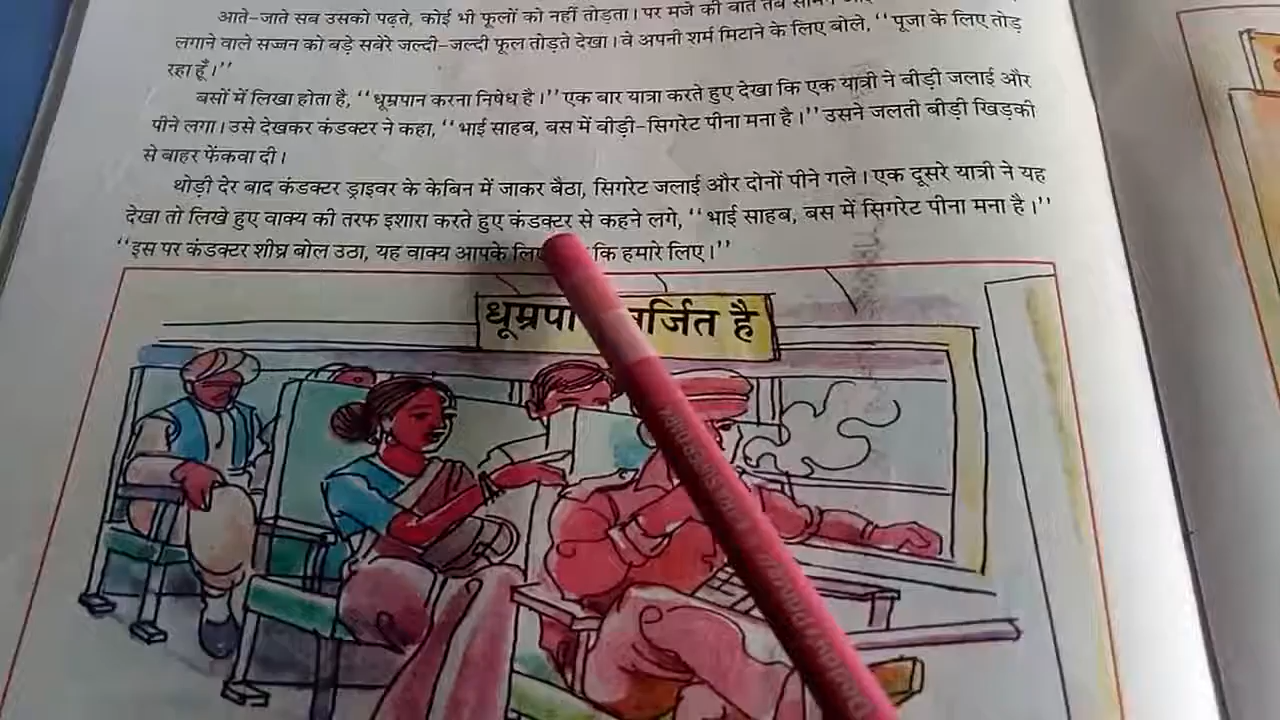 आते-जाते सब उसको पढ़ते, कोई भी फूलों को नहीं तोड़ता। पर मजे की बात तब
लगाने वाले सज्जन को बड़े सबेरे जल्दी-जल्दी फूल तोड़ते देखा। वे अपनी शर्म मिटाने के लिए बोले, ‘‘पूजा के लिए तोड़
रहा हूँ।’’
बसों में लिखा होता है, ‘‘धूम्रपान करना निषेध है।’’ एक बार यात्रा करते हुए देखा कि एक यात्री ने बीड़ी जलाई और
पीने लगा। उसे देखकर कंडक्टर ने कहा, ‘‘भाई साहब, बस में बीड़ी-सिगरेट पीना मना है।’’ उसने जलती बीड़ी खिड़की
से बाहर फेंकवा दी।
थोड़ी देर बाद कंडक्टर ड्राइवर के केबिन में जाकर बैठा, सिगरेट जलाई और दोनों पीने गले। एक दूसरे यात्री ने यह
देखा तो लिखे हुए वाक्य की तरफ इशारा करते हुए कंडक्टर से कहने लगे, ‘‘भाई साहब, बस में सिगरेट पीना मना है।’’
‘‘इस पर कंडक्टर शीघ्र बोल उठा, यह वाक्य आपके कि हमारे लिए।’’
है